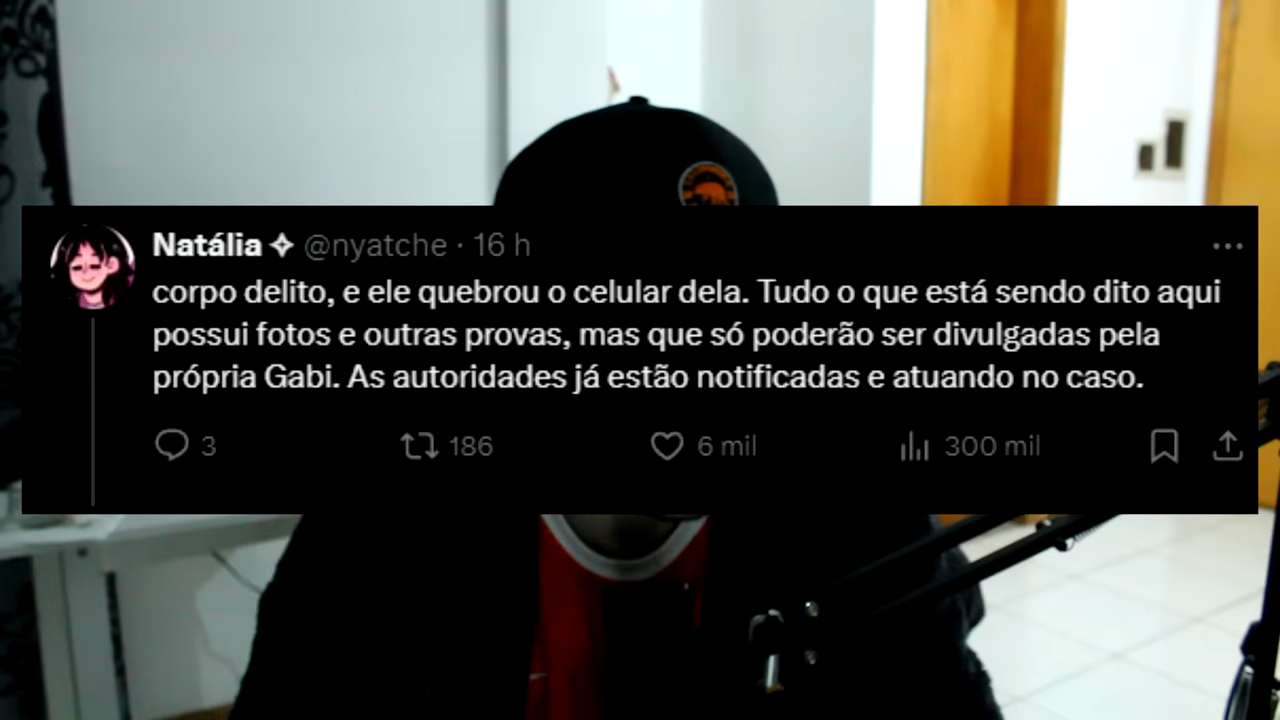 Natália ✧ @nyatche · 16 h
corpo delito, e ele quebrou o celular dela. Tudo o que está sendo dito aqui
possui fotos e outras provas, mas que só poderão ser divulgadas pela
própria Gabi. As autoridades já estão notificadas e atuando no caso.
3 186 6 mil 300 mil